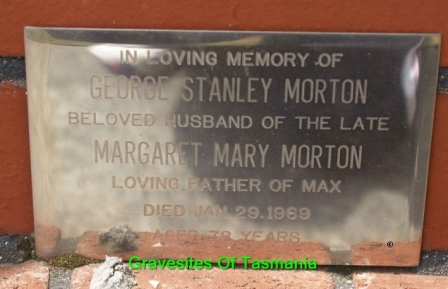 IN LOVING MEMORY OF
GEORGE STANLEY MORTON
BELOVED HUSBAND OF THE LATE
MARGARET MARY MORTON
LOVING FATHER OF MAX
DIED JAN. 29. 1969
AGED 78 YEARS
©
Gravesites Of Tasmania